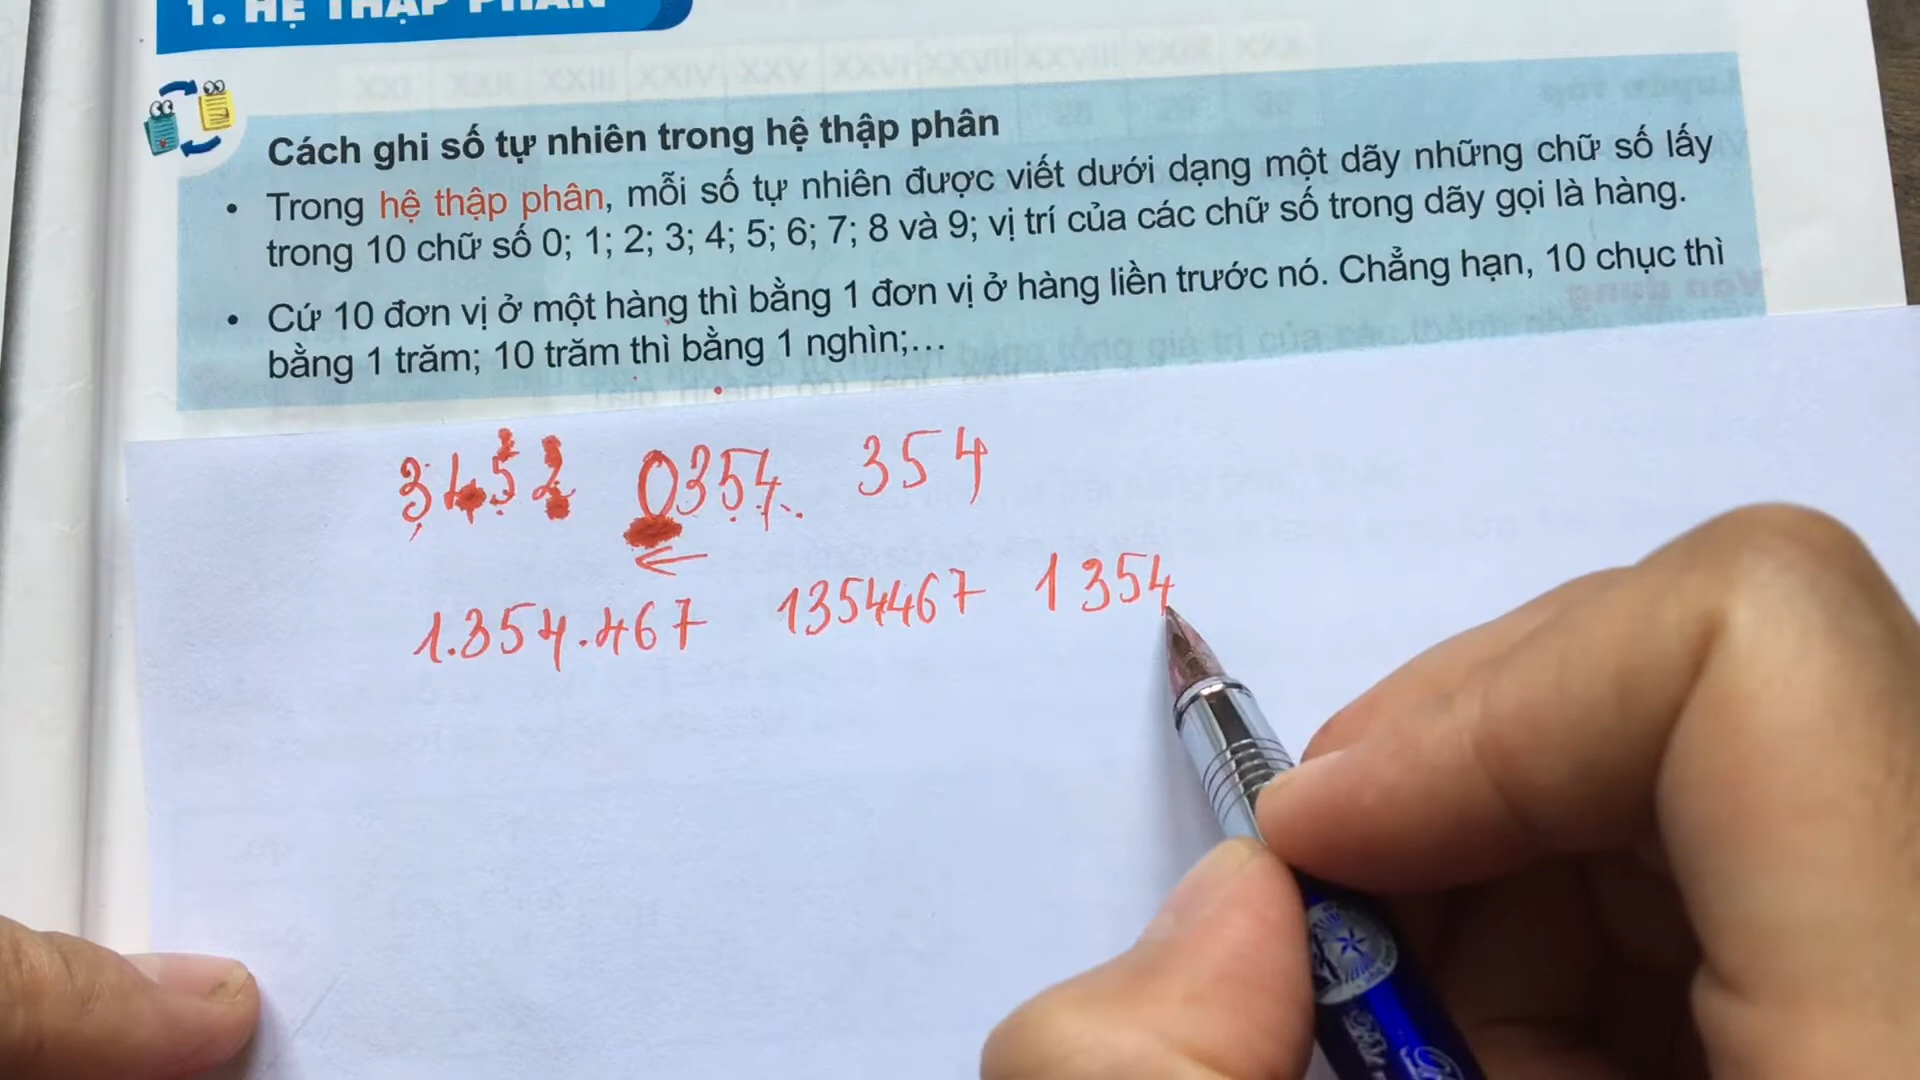 1. HỆ THẬP PHÂN
Cách ghi số tự nhiên trong hệ thập phân
• Trong hệ thập phân, mỗi số tự nhiên được viết dưới dạng một dãy những chữ số lấy
trong 10 chữ số 0; 1; 2; 3; 4; 5; 6; 7; 8 và 9; vị trí của các chữ số trong dãy gọi là hàng.
• Cứ 10 đơn vị ở một hàng thì bằng 1 đơn vị ở hàng liền trước nó. Chẳng hạn, 10 chục thì
bằng 1 trăm; 10 trăm thì bằng 1 nghìn;...
3452 0354 354
1.354.467 1354467 1 354